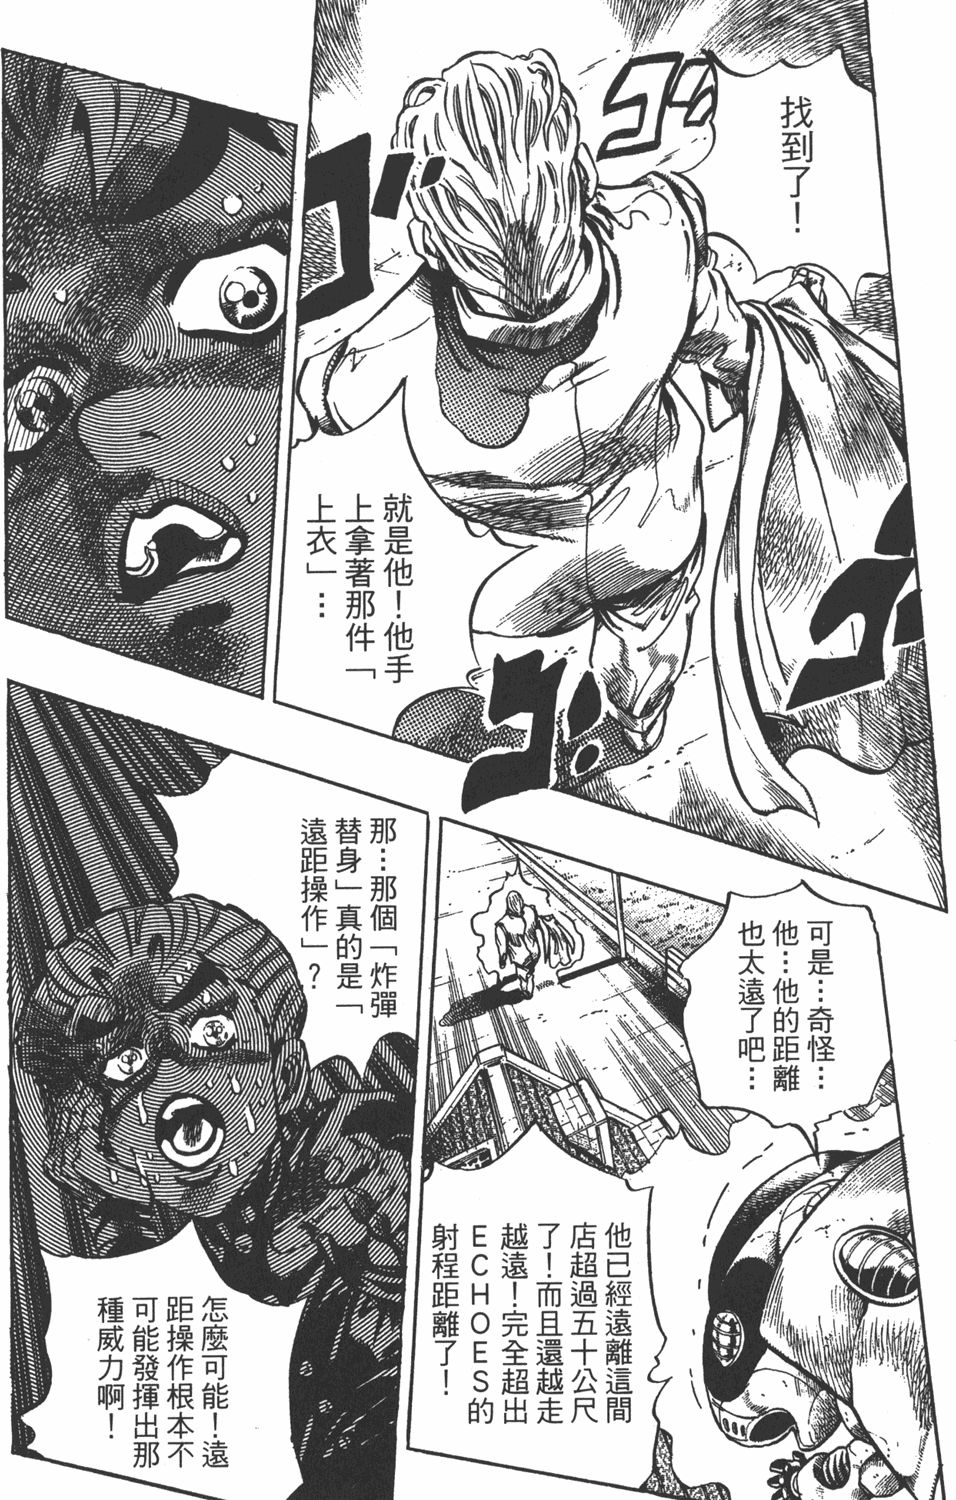 找到了！
ゴゴ
ゴゴ
ゴ
就是他！他手
上拿著那件「
上衣」…
可是…奇怪…
他…他的距離
也太遠了吧…
他已經遠離這間
店超過五十公尺
了！而且還越走
越遠！完全超出
ECHOES的
射程距離了！
那…那個「炸彈
替身」真的是「
遠距操作」？
怎麼可能！遠
距操作根本不
可能發揮出那
種威力啊！